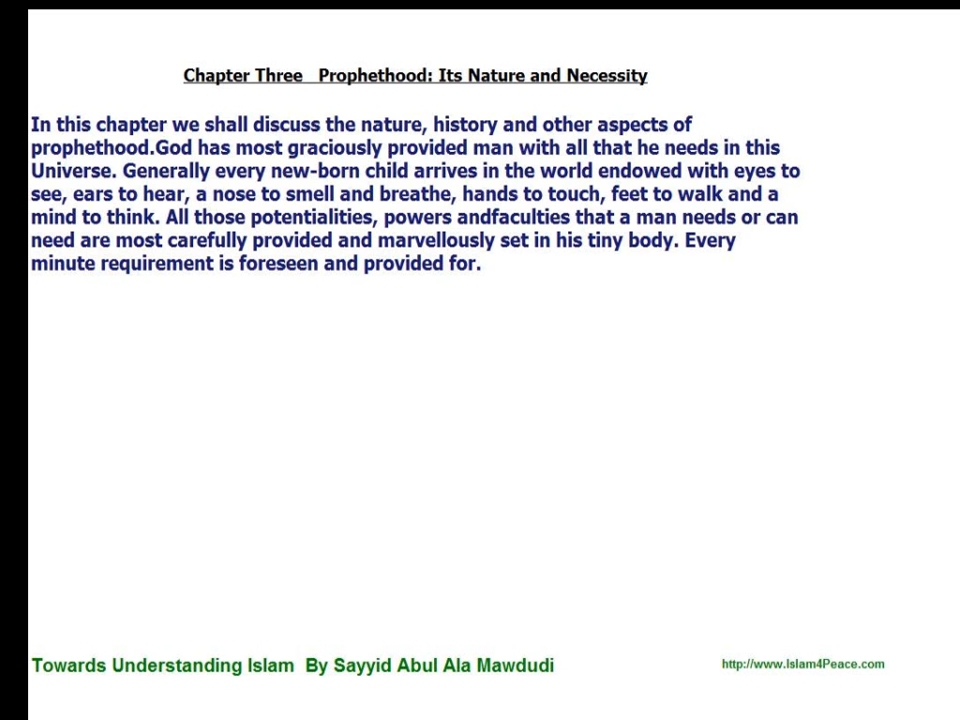 Chapter Three   Prophethood: Its Nature and Necessity
In this chapter we shall discuss the nature, history and other aspects of
prophethood.God has most graciously provided man with all that he needs in this
Universe. Generally every new-born child arrives in the world endowed with eyes to
see, ears to hear, a nose to smell and breathe, hands to touch, feet to walk and a
mind to think. All those potentialities, powers andfaculties that a man needs or can
need are most carefully provided and marvellously set in his tiny body. Every
minute requirement is foreseen and provided for.
Towards Understanding Islam  By Sayyid Abul Ala Mawdudi
http://www.Islam4Peace.com